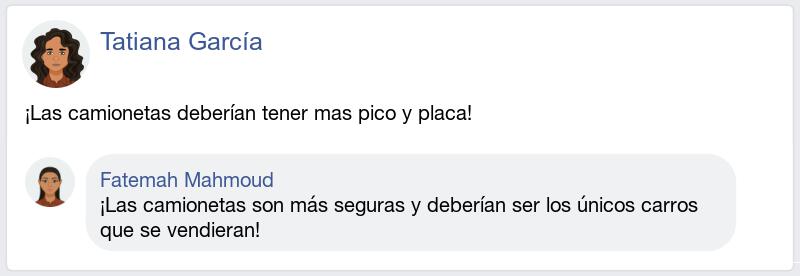 Tatiana García
¡Las camionetas deberían tener mas pico y placa!
Fatemah Mahmoud
¡Las camionetas son más seguras y deberían ser los únicos carros
que se vendieran!